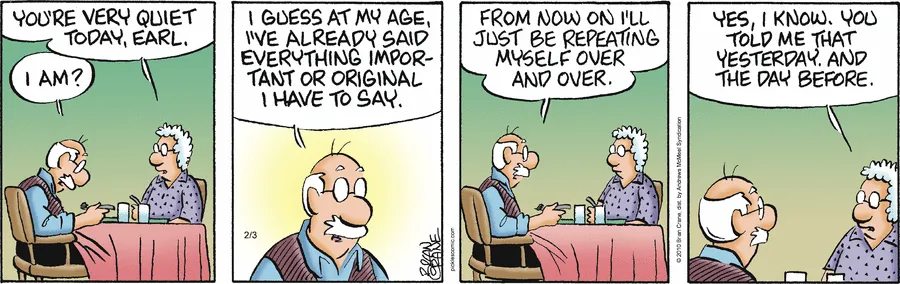 YOU'RE VERY QUIET
TODAY, EARL.
I AM?
I GUESS AT MY AGE,
I'VE ALREADY SAID
EVERYTHING IMPOR-
TANT OR ORIGINAL
I HAVE TO SAY.
2/3
BRIAN
CRANE
picklescomic.com
FROM NOW ON I'LL
JUST BE REPEATING
MYSELF OVER
AND OVER.
© 2010 Brian Crane, dist. by Andrews McMeel Syndication
YES, I KNOW. YOU
TOLD ME THAT
YESTERDAY. AND
THE DAY BEFORE.